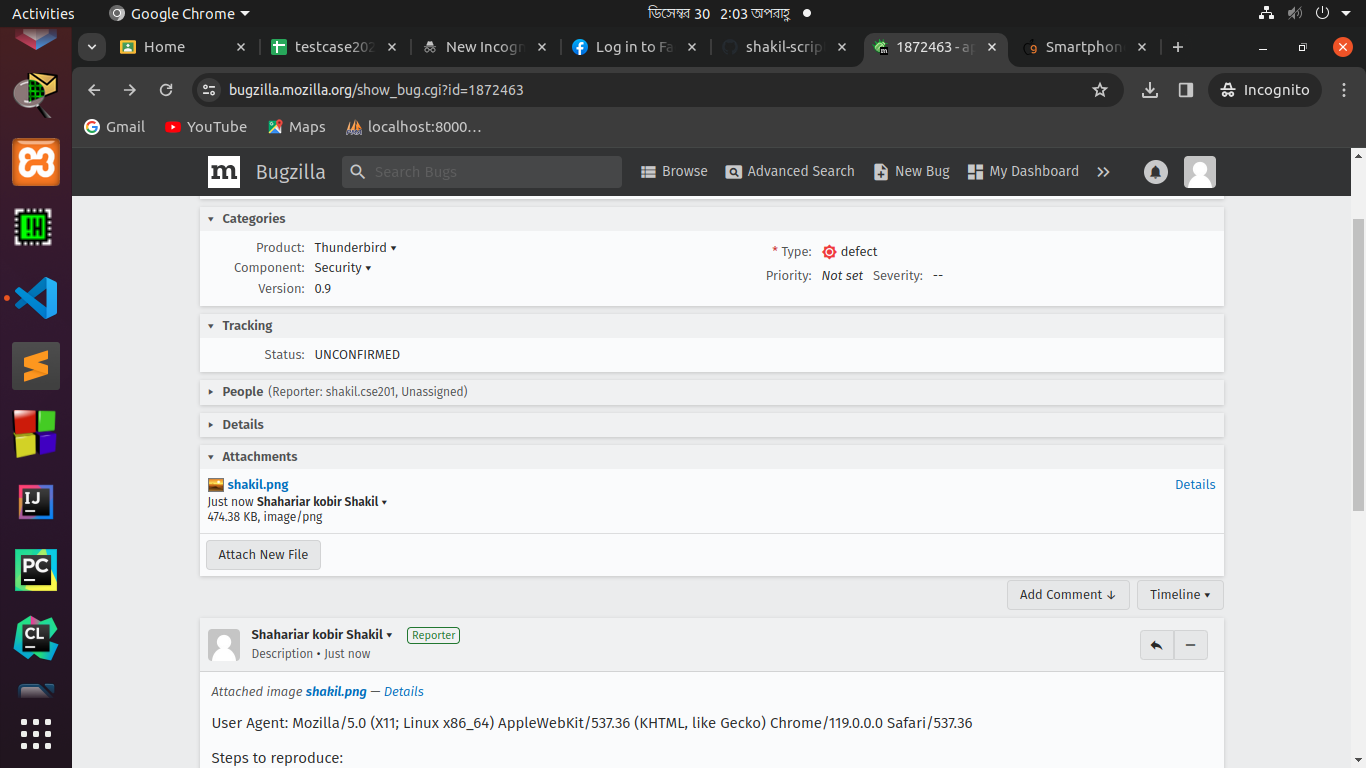 Activities Google Chrome ডিসেম্বর 30 2:03 অপরাহ্ণ
Home testcase202 New Incogn Log in to Fa shakil-scrip 1872463 – ap Smartphon
bugzilla.mozilla.org/show_bug.cgi?id=1872463 Incognito
Gmail YouTube Maps localhost:8000…
m Bugzilla Search Bugs Browse Advanced Search New Bug My Dashboard
Categories
Product: Thunderbird * Type: defect
Component: Security Priority: Not set Severity: --
Version: 0.9
Tracking
Status: UNCONFIRMED
People (Reporter: shakil.cse201, Unassigned)
Details
Attachments
shakil.png Details
Just now Shahariar kobir Shakil
474.38 KB, image/png
Attach New File
Add Comment ↓ Timeline
Shahariar kobir Shakil Reporter
Description • Just now
Attached image shakil.png — Details
User Agent: Mozilla/5.0 (X11; Linux x86_64) AppleWebKit/537.36 (KHTML, like Gecko) Chrome/119.0.0.0 Safari/537.36
Steps to reproduce:
IJ
PC
CL